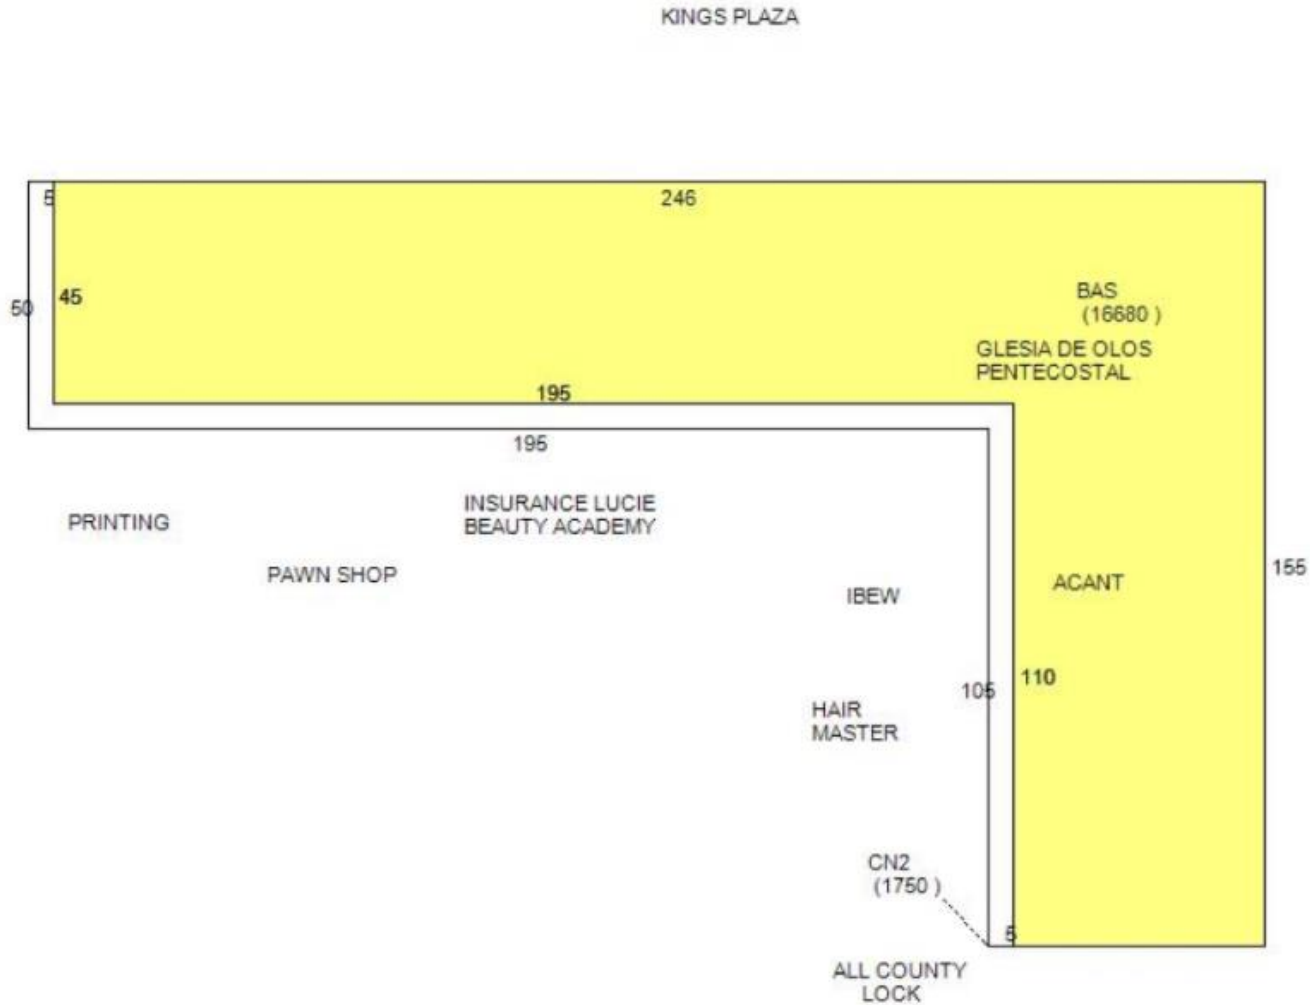 KINGS PLAZA
5
246
50
45
BAS
(16680 )
GLESIA DE OLOS
PENTECOSTAL
195
195
INSURANCE LUCIE
BEAUTY ACADEMY
PRINTING
PAWN SHOP
IBEW
ACANT
155
105
110
HAIR
MASTER
CN2
(1750 )
5
ALL COUNTY
LOCK